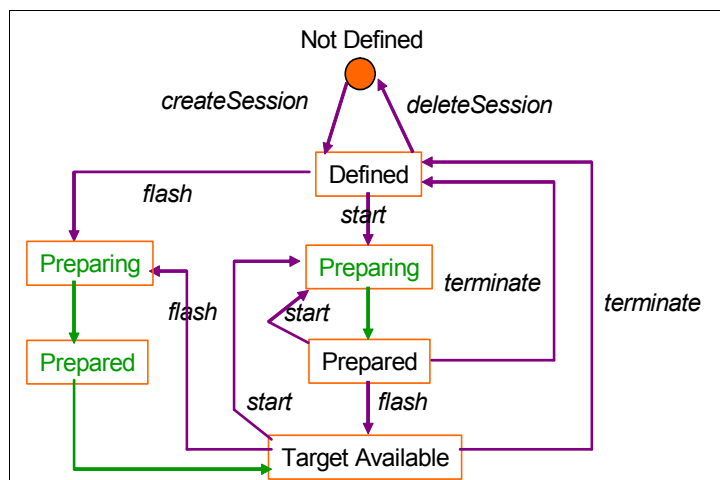 Not Defined
createSession
deleteSession
Defined
flash
start
Preparing
Preparing
terminate
terminate
flash
start
Prepared
Prepared
start
flash
Target Available